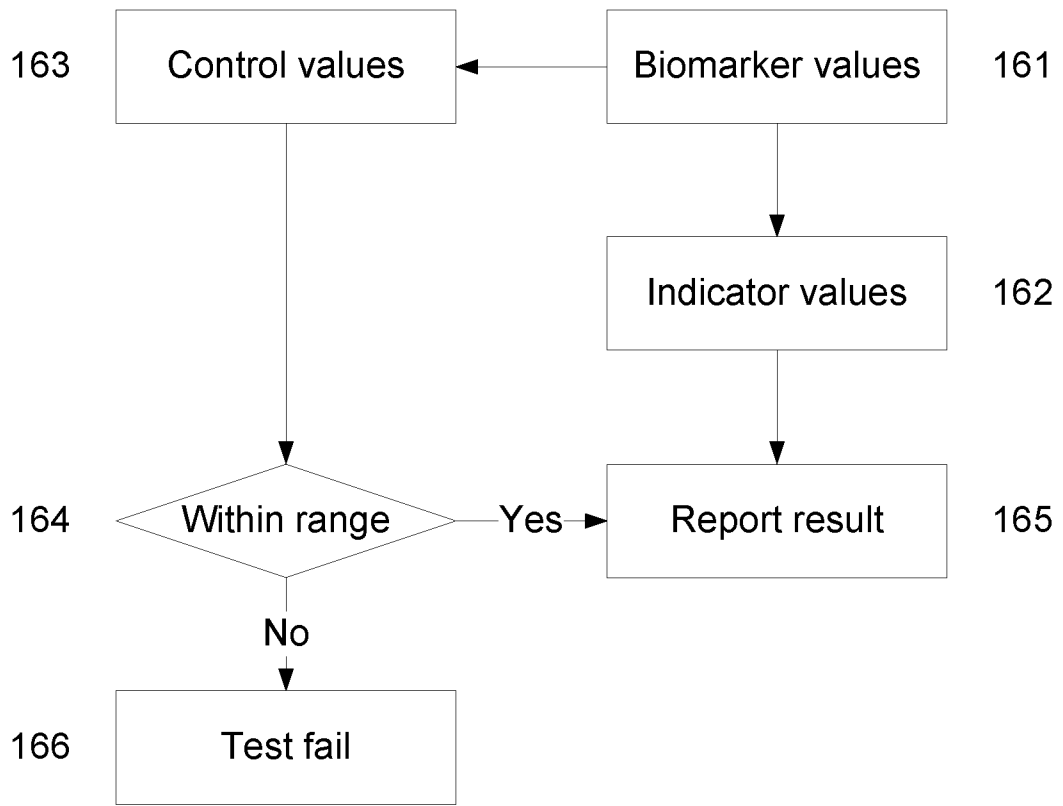 163
Control values
Biomarker values
161
Indicator values
162
164
Within range
Yes
Report result
165
No
166
Test fail